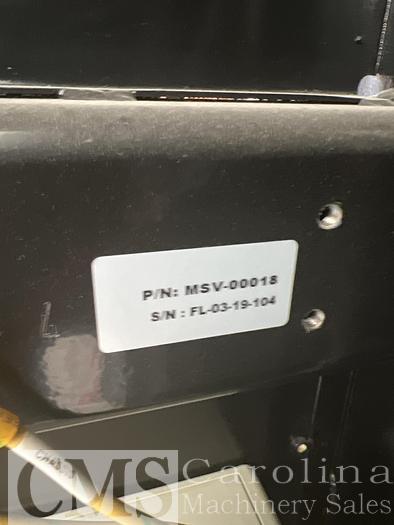 P/N: MSV-00018
S/N : FL-03-19-104
CMS Carolina
Machinery Sales